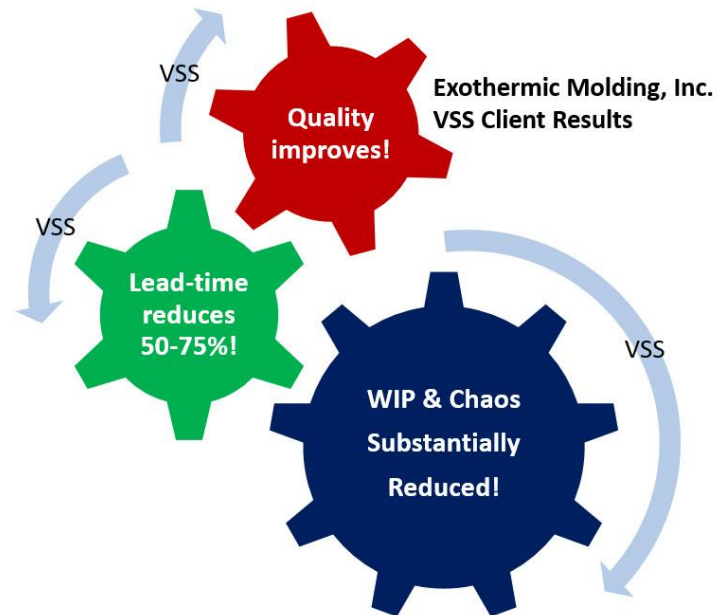 VSS
Quality
improves!
Exothermic Molding, Inc.
VSS Client Results
VSS
Lead-time
reduces
50-75%!
VSS
WIP & Chaos
Substantially
Reduced!